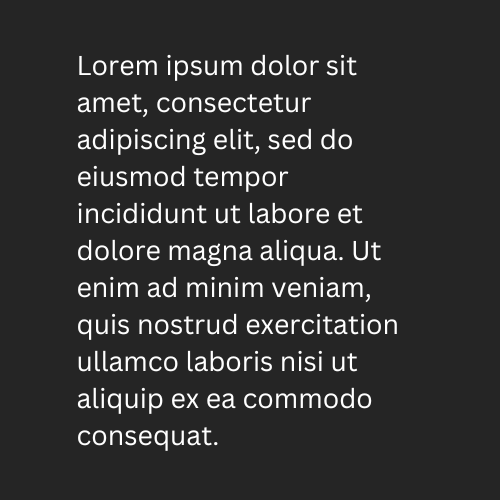 Lorem ipsum dolor sit
amet, consectetur
adipiscing elit, sed do
eiusmod tempor
incididunt ut labore et
dolore magna aliqua. Ut
enim ad minim veniam,
quis nostrud exercitation
ullamco laboris nisi ut
aliquip ex ea commodo
consequat.